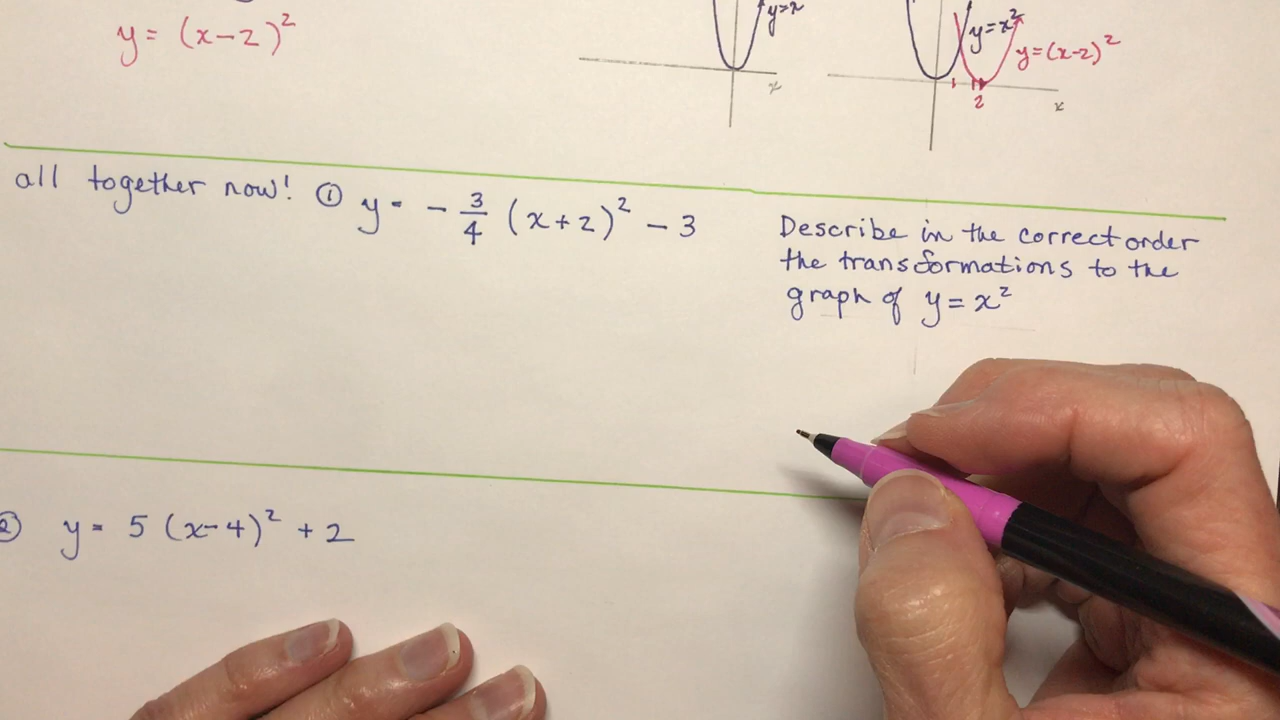 y = (x-2)²
y=x
x
y=x²
y=(x-2)²
2
x
all together now! ① y = - 3/4 (x+2)² - 3
Describe in the correct order
the transformations to the
graph of y = x²
② y = 5 (x-4)² + 2